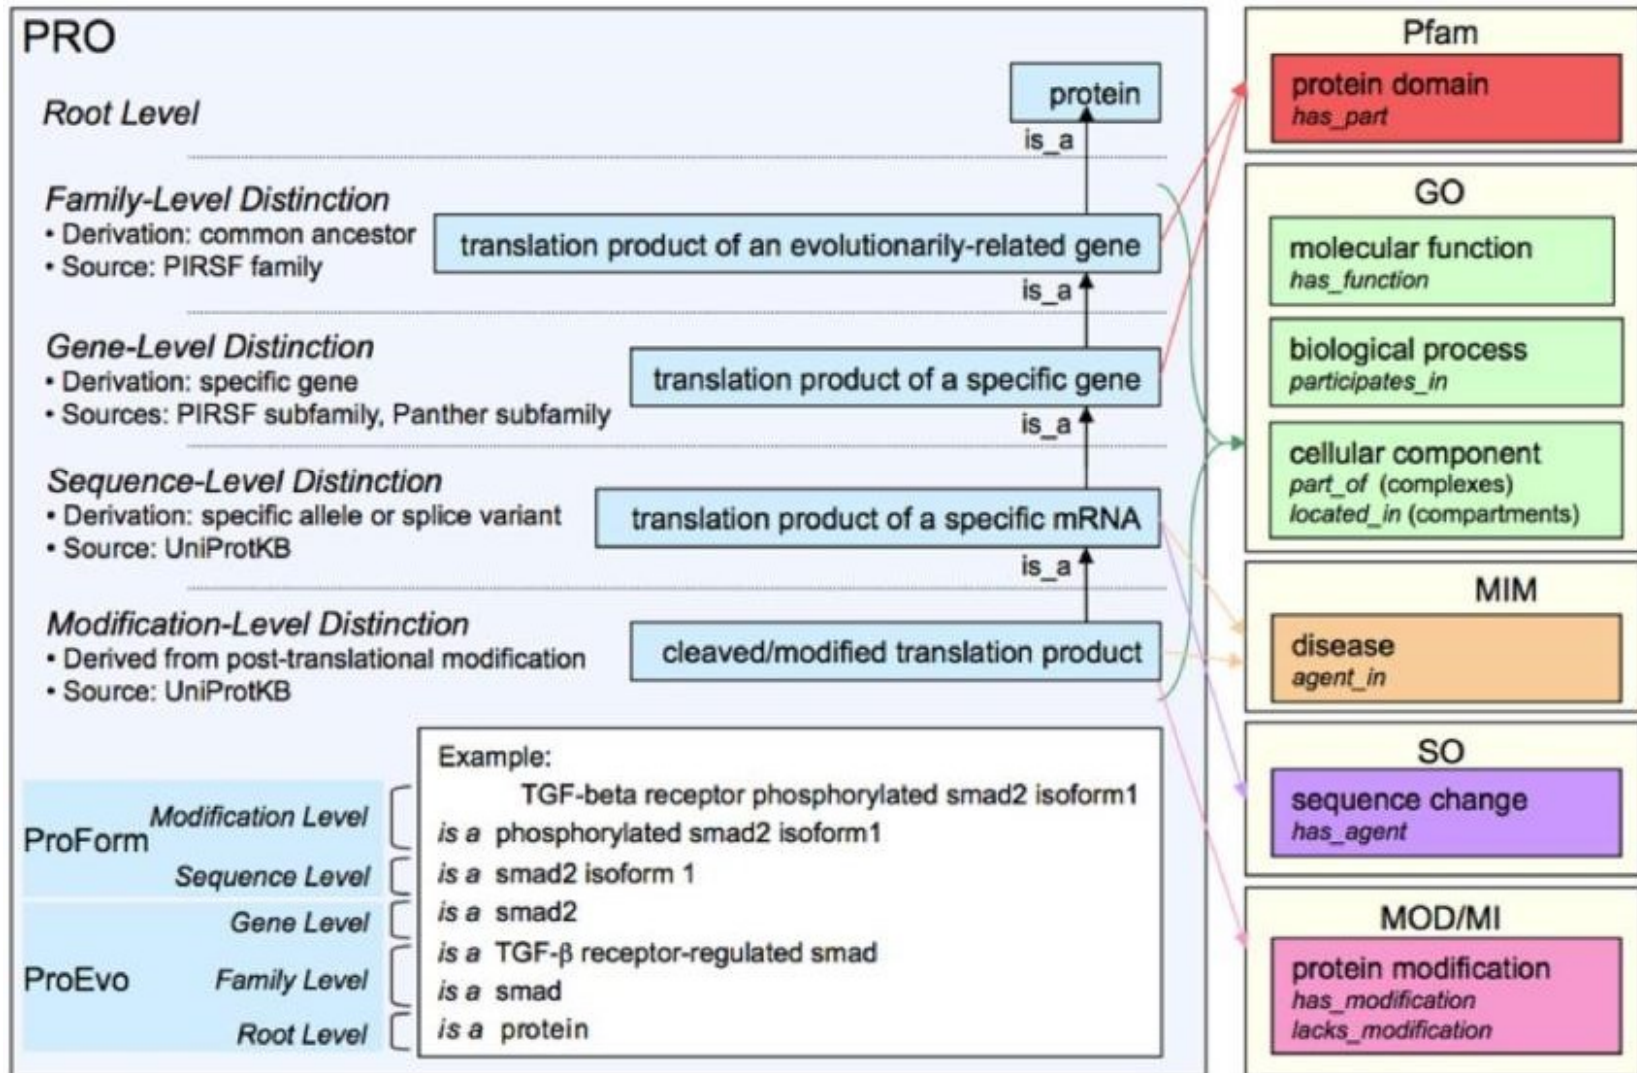 PRO
Root Level
protein
is_a
Family-Level Distinction
• Derivation: common ancestor
• Source: PIRSF family
translation product of an evolutionarily-related gene
is_a
Gene-Level Distinction
• Derivation: specific gene
• Sources: PIRSF subfamily, Panther subfamily
translation product of a specific gene
is_a
Sequence-Level Distinction
• Derivation: specific allele or splice variant
• Source: UniProtKB
translation product of a specific mRNA
is_a
Modification-Level Distinction
• Derived from post-translational modification
• Source: UniProtKB
cleaved/modified translation product
ProForm
Modification Level
Sequence Level
ProEvo
Gene Level
Family Level
Root Level
Example:
TGF-beta receptor phosphorylated smad2 isoform1
is a phosphorylated smad2 isoform1
is a smad2 isoform 1
is a smad2
is a TGF-β receptor-regulated smad
is a smad
is a protein
Pfam
protein domain
has_part
GO
molecular function
has_function
biological process
participates_in
cellular component
part_of (complexes)
located_in (compartments)
MIM
disease
agent_in
SO
sequence change
has_agent
MOD/MI
protein modification
has_modification
lacks_modification